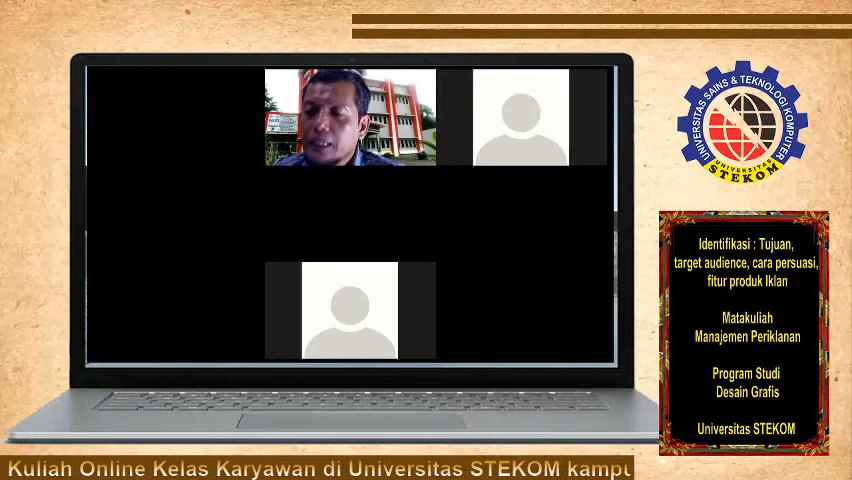 UNIVERSITAS SAINS & TEKNOLOGI KOMPUTER
UNIVERSITAS
STEKOM
Identifikasi : Tujuan,
target audience, cara persuasi,
fitur produk Iklan
Matakuliah
Manajemen Periklanan
Program Studi
Desain Grafis
Universitas STEKOM
Kuliah Online Kelas Karyawan di Universitas STEKOM kampu